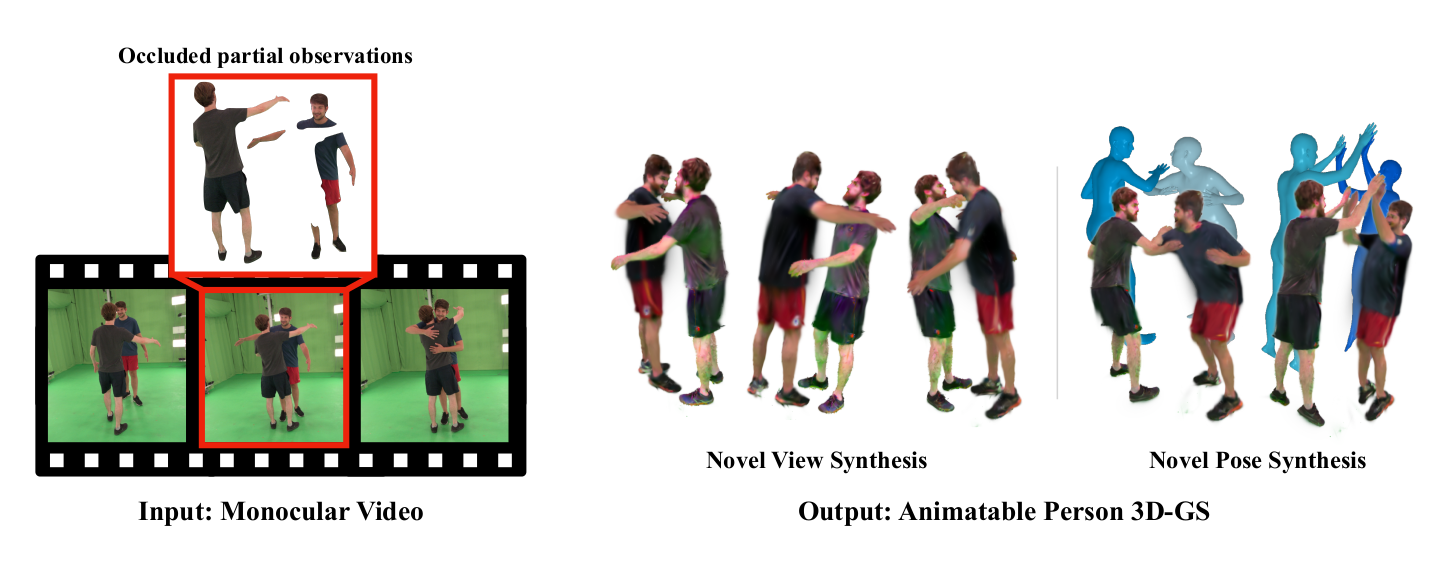 Occluded partial observations
Novel View Synthesis
Novel Pose Synthesis
Input: Monocular Video
Output: Animatable Person 3D-GS